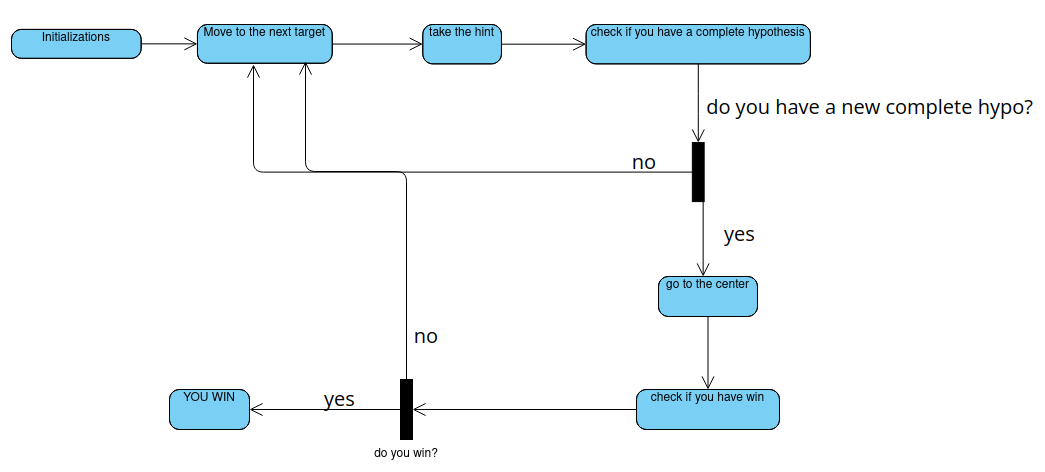 Initializations
Move to the next target
take the hint
check if you have a complete hypothesis
do you have a new complete hypo?
no
yes
go to the center
no
YOU WIN
yes
check if you have win
do you win?